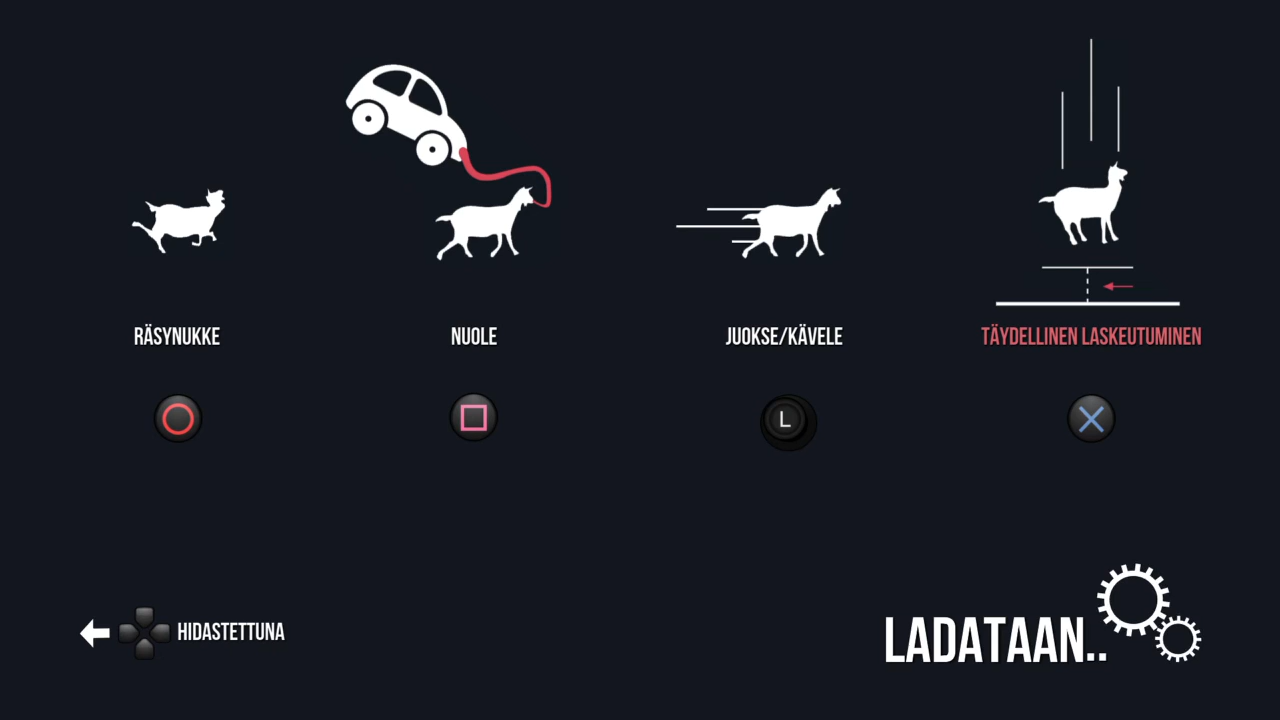 RÄSYNUKKE
NUOLE
JUOKSE/KÄVELE
TÄYDELLINEN LASKEUTUMINEN
L
HIDASTETTUNA
LADATAAN..